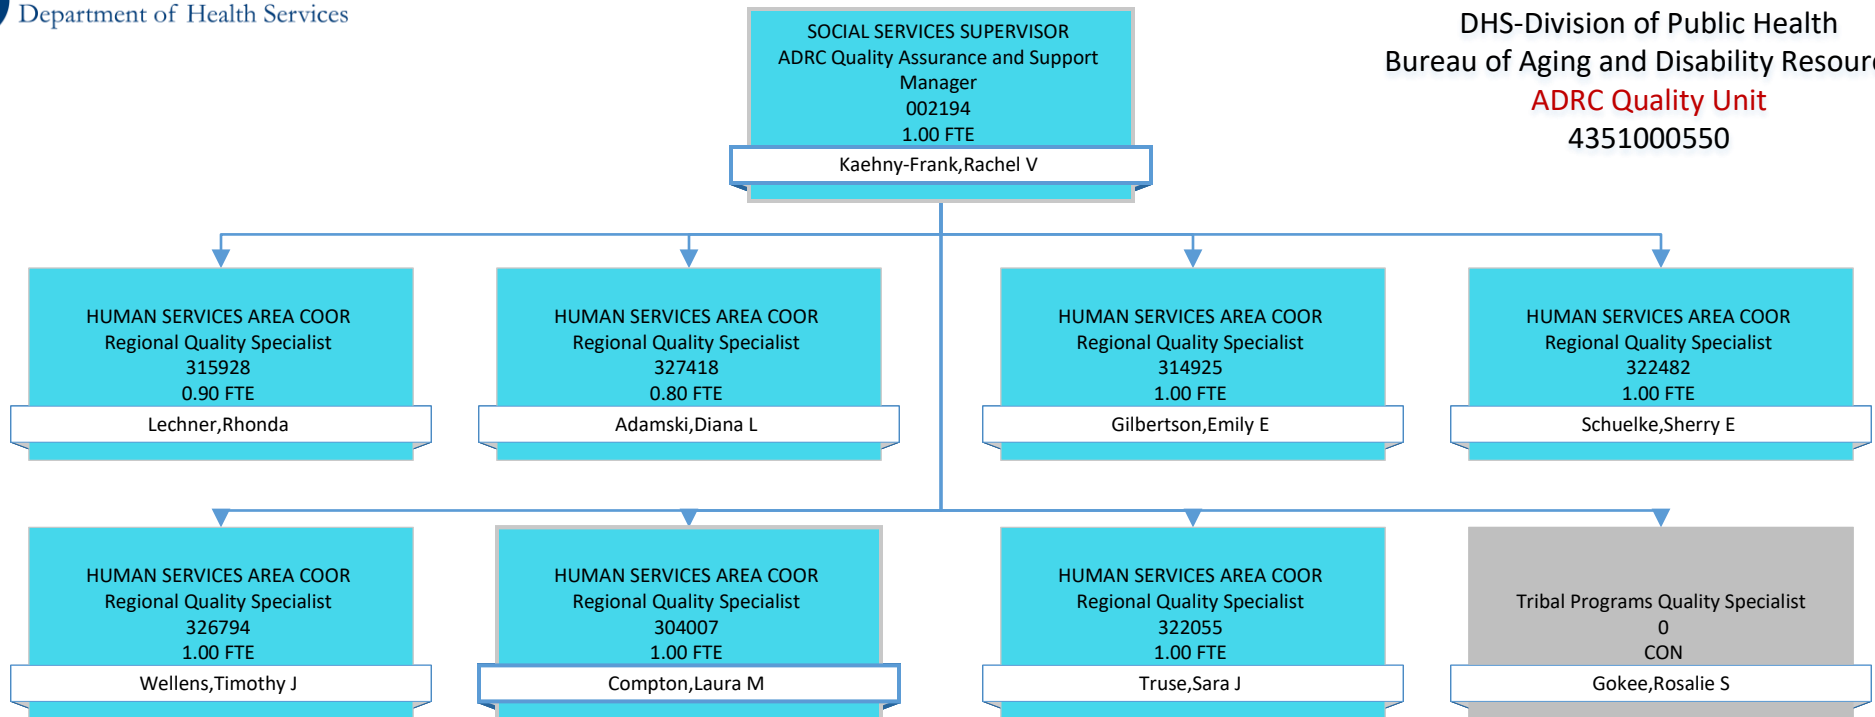 Department of Health Services
DHS-Division of Public Health
Bureau of Aging and Disability Resour
ADRC Quality Unit
4351000550
SOCIAL SERVICES SUPERVISOR
ADRC Quality Assurance and Support
Manager
002194
1.00 FTE
Kaehny-Frank,Rachel V
HUMAN SERVICES AREA COOR
Regional Quality Specialist
315928
0.90 FTE
Lechner,Rhonda
HUMAN SERVICES AREA COOR
Regional Quality Specialist
327418
0.80 FTE
Adamski,Diana L
HUMAN SERVICES AREA COOR
Regional Quality Specialist
314925
1.00 FTE
Gilbertson,Emily E
HUMAN SERVICES AREA COOR
Regional Quality Specialist
322482
1.00 FTE
Schuelke,Sherry E
HUMAN SERVICES AREA COOR
Regional Quality Specialist
326794
1.00 FTE
Wellens,Timothy J
HUMAN SERVICES AREA COOR
Regional Quality Specialist
304007
1.00 FTE
Compton,Laura M
HUMAN SERVICES AREA COOR
Regional Quality Specialist
322055
1.00 FTE
Truse,Sara J
Tribal Programs Quality Specialist
0
CON
Gokee,Rosalie S